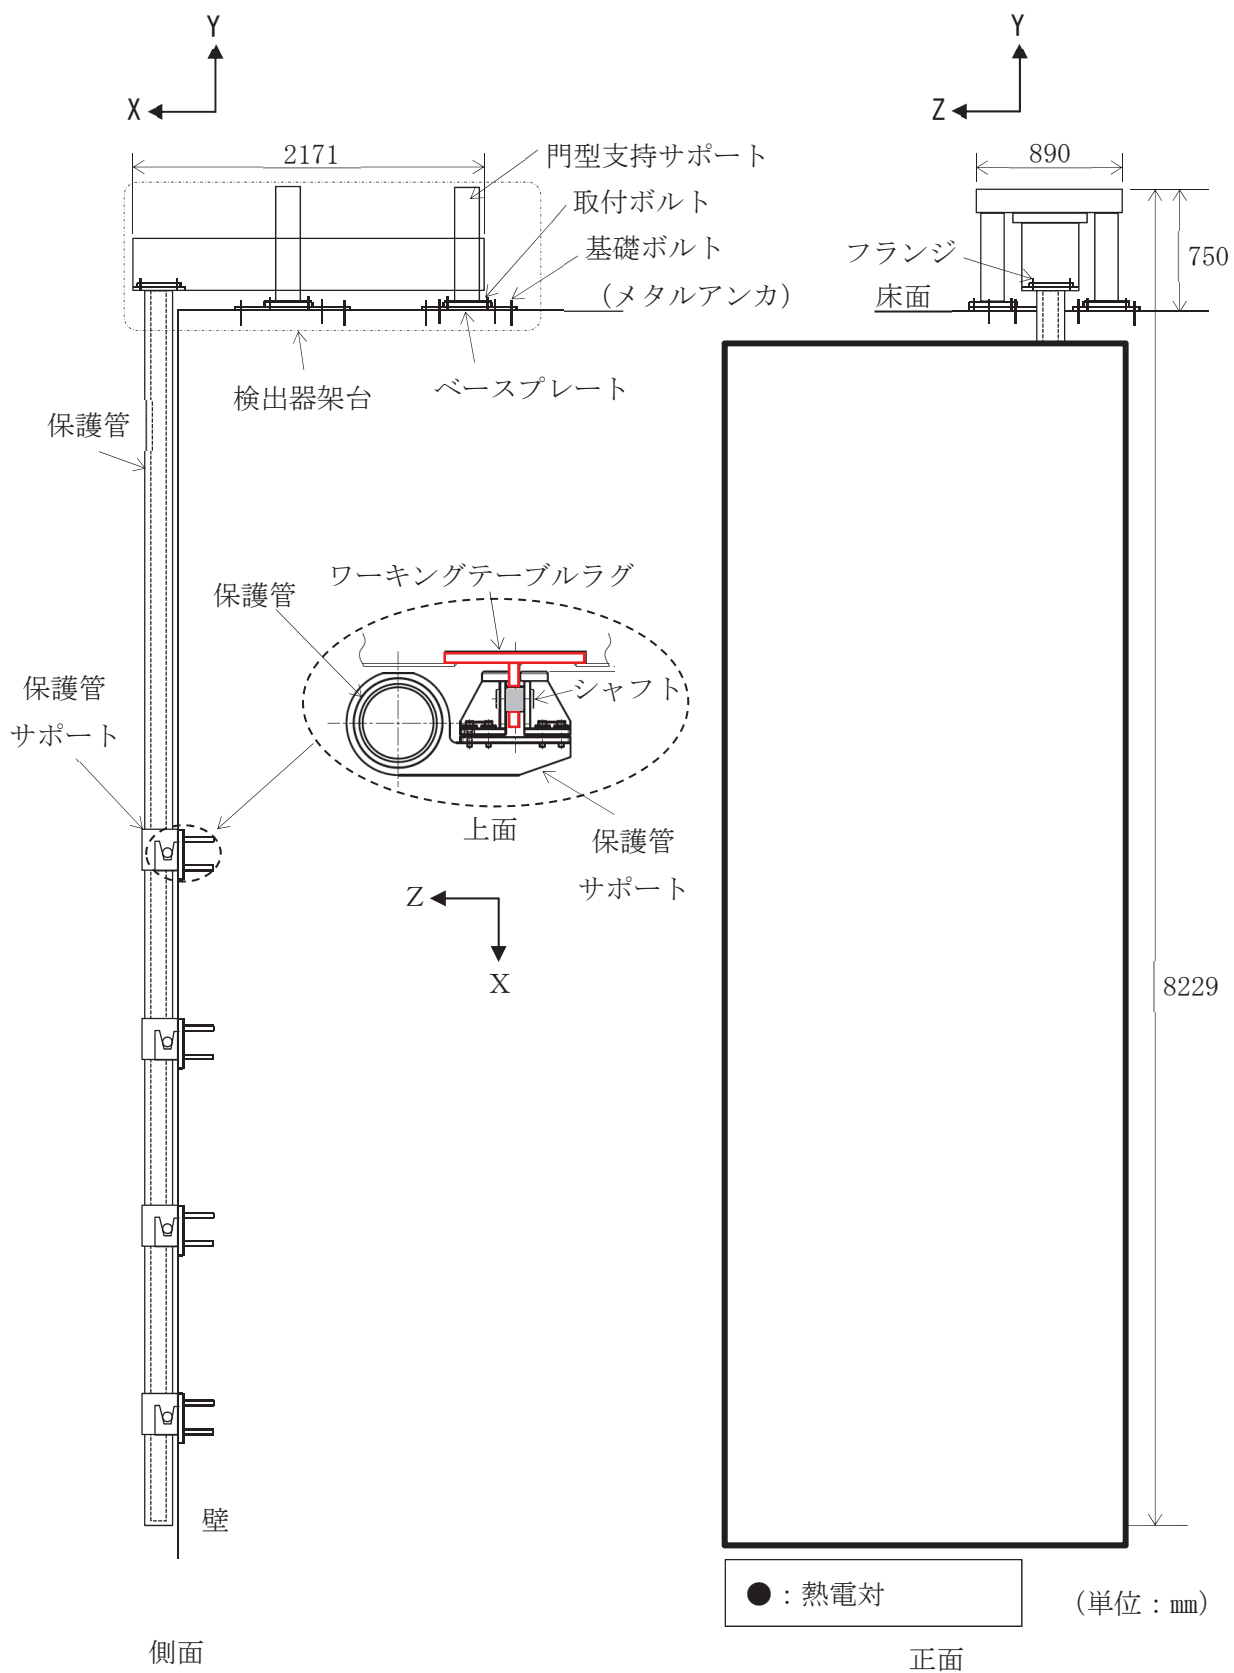 Y
X
Y
Z
2171
門型支持サポート
取付ボルト
基礎ボルト
(メタルアンカ)
検出器架台
ベースプレート
保護管
890
750
フランジ
床面
保護管
ワーキングテーブルラグ
シャフト
保護管
サポート
上面
保護管
サポート
Z
X
8229
壁
●:熱電対
(単位:mm)
側面
正面